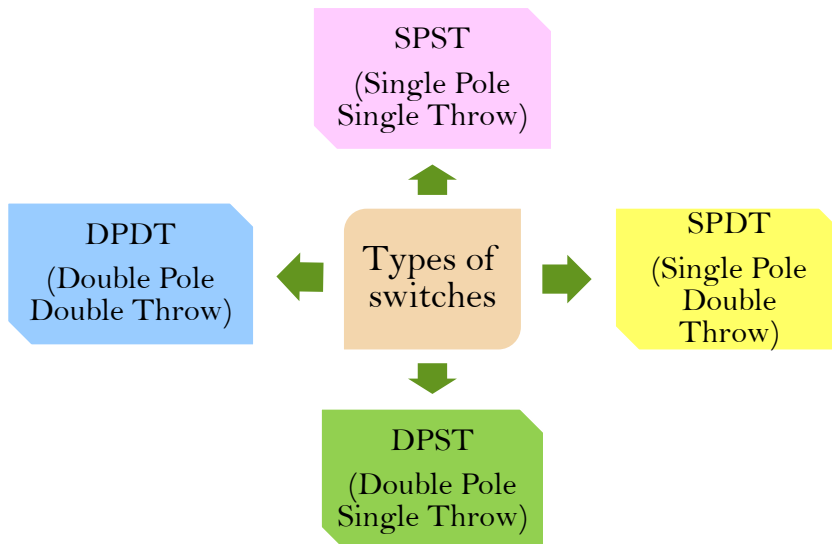 SPST
(Single Pole
Single Throw)
DPDT
(Double Pole
Double Throw)
Types of
switches
SPDT
(Single Pole
Double
Throw)
DPST
(Double Pole
Single Throw)